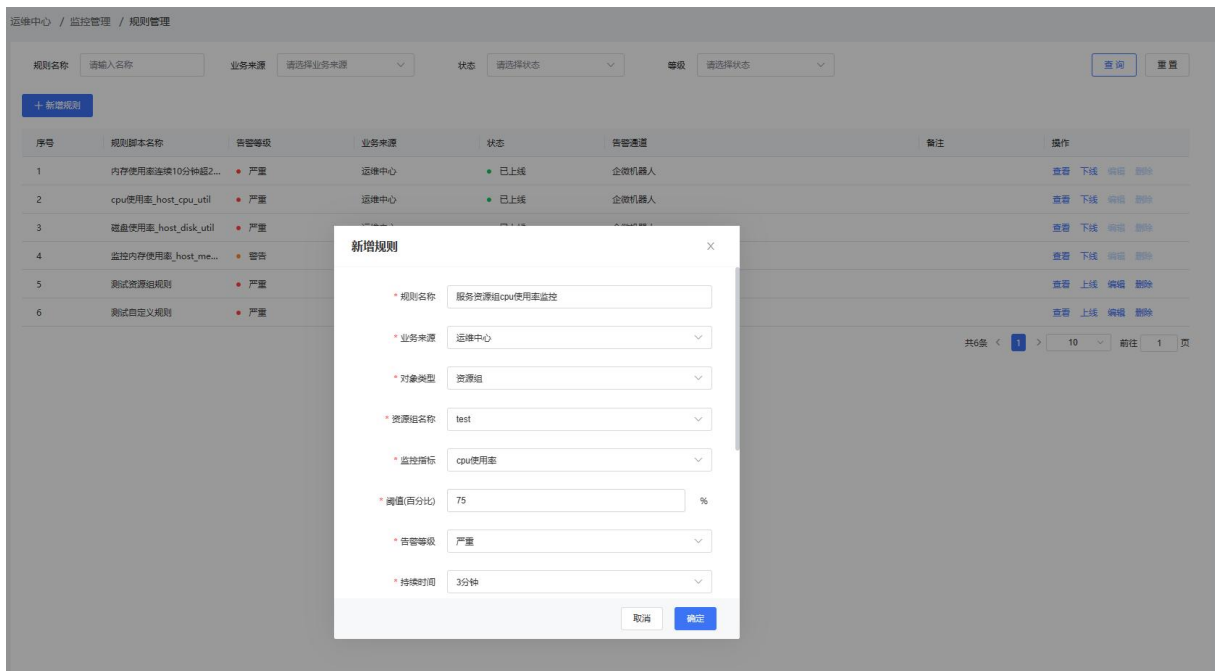 运维中心 / 监控管理 / 规则管理
规则名称 请输入名称 业务来源 请选择业务来源 状态 请选择状态 等级 请选择状态 查询 重置
+ 新增规则
序号 规则脚本名称 告警等级 业务来源 状态 告警通道 备注 操作
1 内存使用率连续10分钟超2... 严重 运维中心 已上线 企微机器人 查看 下线 编辑 删除
2 cpu使用率_host_cpu_util 严重 运维中心 已上线 企微机器人 查看 下线 编辑 删除
3 磁盘使用率_host_disk_util 严重 查看 下线 编辑 删除
4 监控内存使用率_host_me... 警告 查看 下线 编辑 删除
5 测试资源组规则 严重 查看 上线 编辑 删除
6 测试自定义规则 严重 查看 上线 编辑 删除
共6条 < 1 > 10 前往 1 页
新增规则
* 规则名称 服务资源组cpu使用率监控
* 业务来源 运维中心
* 对象类型 资源组
* 资源组名称 test
* 监控指标 cpu使用率
* 阈值(百分比) 75 %
* 告警等级 严重
* 持续时间 3分钟
取消 确定